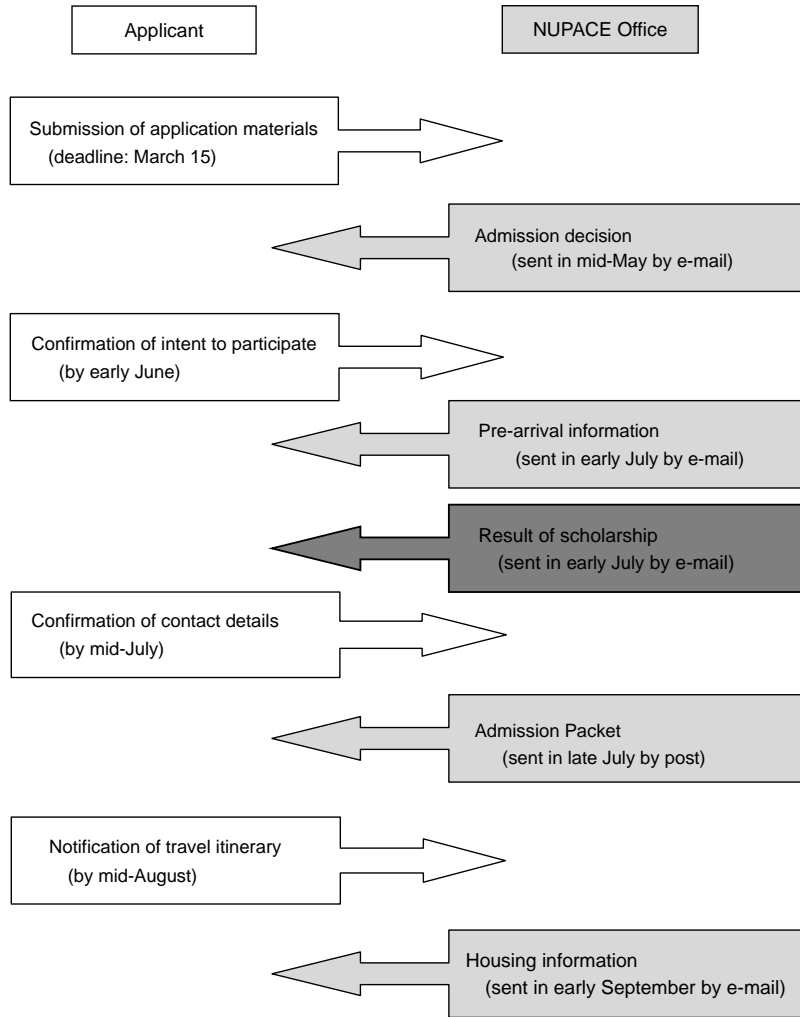 Applicant
NUPACE Office
Submission of application materials
(deadline: March 15)
Admission decision
(sent in mid-May by e-mail)
Confirmation of intent to participate
(by early June)
Pre-arrival information
(sent in early July by e-mail)
Result of scholarship
(sent in early July by e-mail)
Confirmation of contact details
(by mid-July)
Admission Packet
(sent in late July by post)
Notification of travel itinerary
(by mid-August)
Housing information
(sent in early September by e-mail)